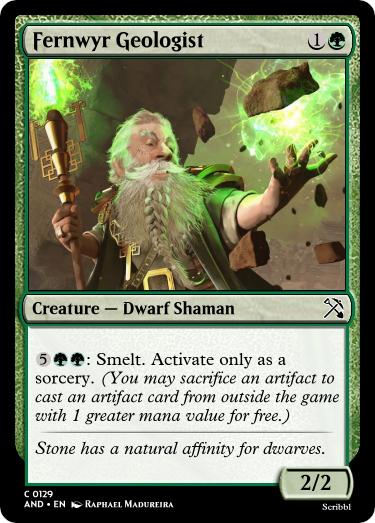 Fernwyr Geologist 1
Creature — Dwarf Shaman
5: Smelt. Activate only as a
sorcery. (You may sacrifice an artifact to
cast an artifact card from outside the game
with 1 greater mana value for free.)
Stone has a natural affinity for dwarves.
2/2
C 0129
AND • EN Raphael Madureira
Scribbl